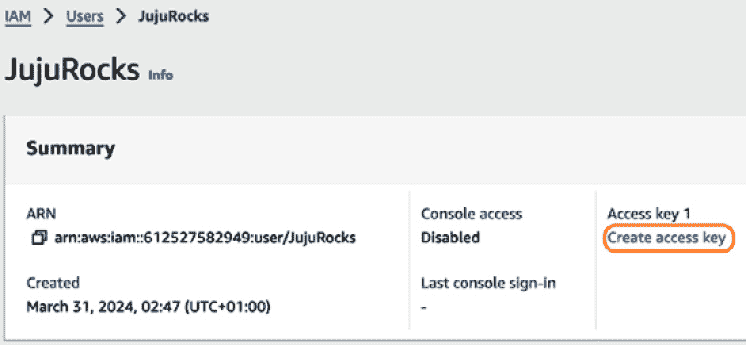 IAM > Users > JujuRocks
JujuRocks Info
Summary
ARN
arn:aws:iam::612527582949:user/JujuRocks
Created
March 31, 2024, 02:47 (UTC+01:00)
Console access
Disabled
Last console sign-in
-
Access key 1
Create access key